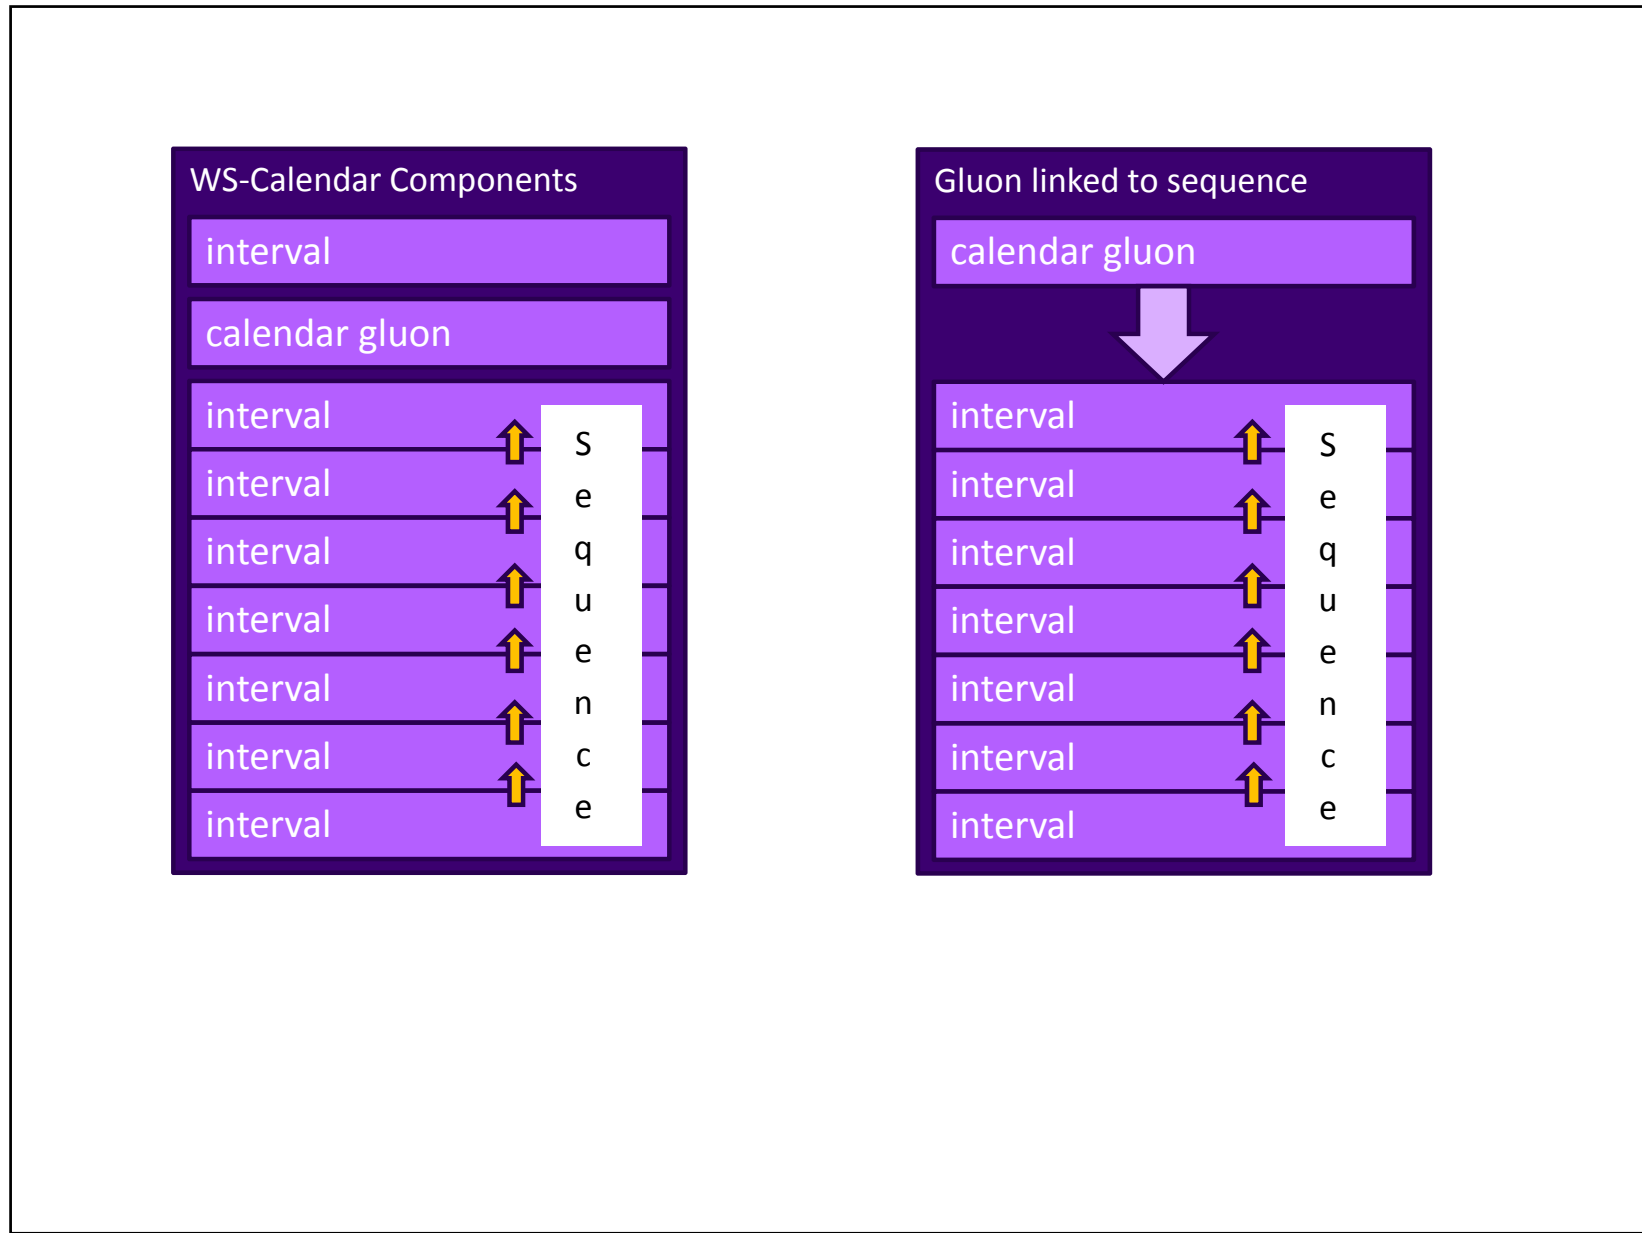 WS-Calendar Components
interval
calendar gluon
interval
interval
interval
interval
interval
interval
interval
S
e
q
u
e
n
c
e
Gluon linked to sequence
calendar gluon
interval
interval
interval
interval
interval
interval
interval
S
e
q
u
e
n
c
e